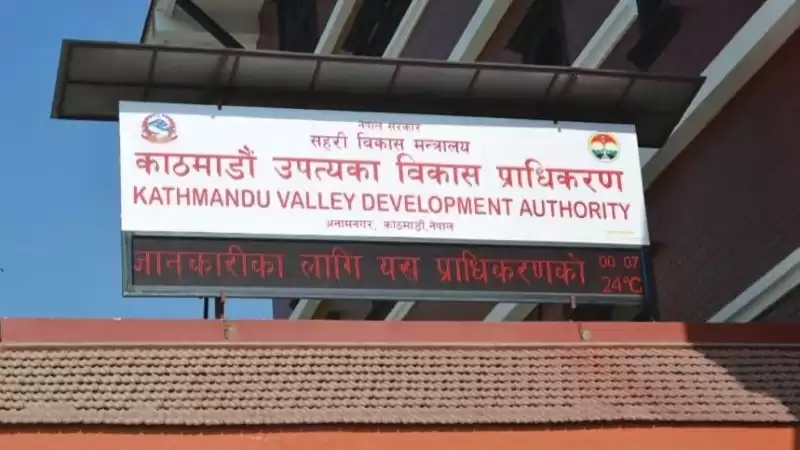 नेपाल सरकार
सहरी विकास मन्त्रालय
काठमाडौं उपत्यका विकास प्राधिकरण
KATHMANDU VALLEY DEVELOPMENT AUTHORITY
अनामनगर, काठमाडौं, नेपाल
जानकारीका लागि यस प्राधिकरणको
00 07
24°C